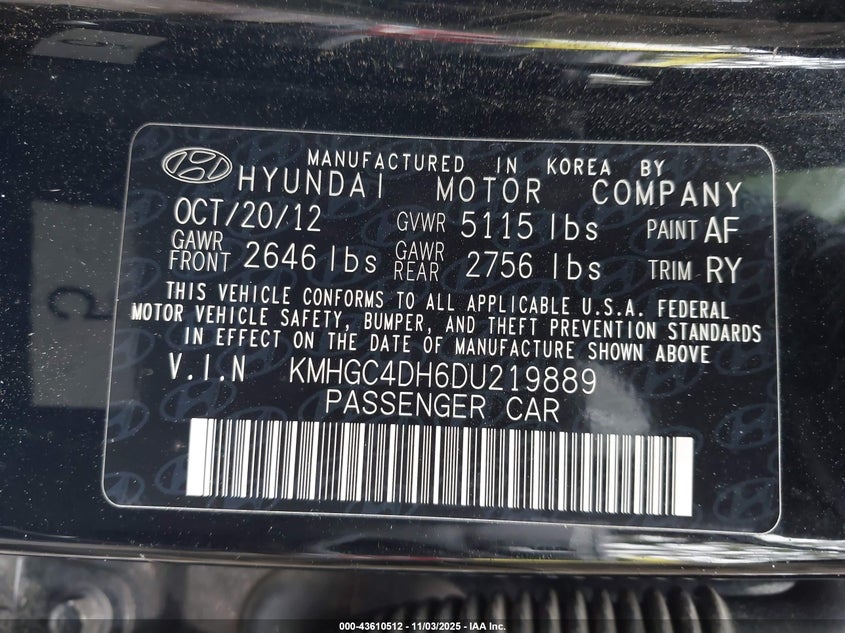 MANUFACTURED IN KOREA BY
HYUNDAI MOTOR COMPANY
OCT/20/12 GVWR 5115 lbs PAINT AF
GAWR FRONT 2646 lbs GAWR REAR 2756 lbs TRIM RY
THIS VEHICLE CONFORMS TO ALL APPLICABLE U.S.A. FEDERAL
MOTOR VEHICLE SAFETY, BUMPER, AND THEFT PREVENTION STANDARDS
IN EFFECT ON THE DATE OF MANUFACTURE SHOWN ABOVE
V.I.N KMHGC4DH6DU219889
PASSENGER CAR
000-43610512 - 11/03/2025 - IAA Inc.